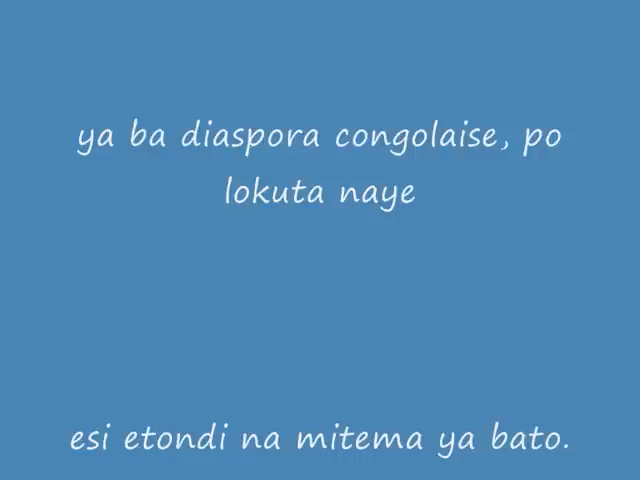 ya ba diaspora congolaise, po
lokuta naye
esi etondi na mitema ya bato.